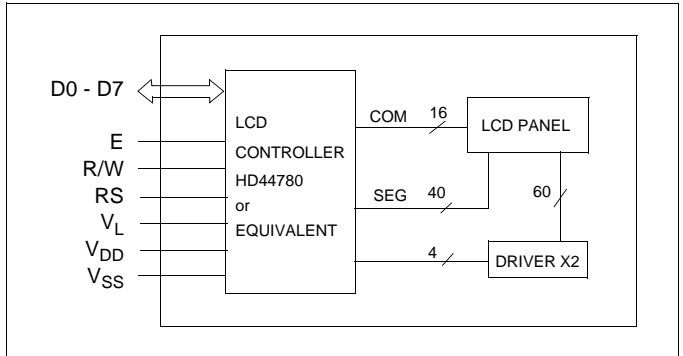 D0 - D7
E
R/W
RS
VL
VDD
VSS
LCD
CONTROLLER
HD44780
or
EQUIVALENT
COM 16
SEG 40
4
LCD PANEL
60
DRIVER X2